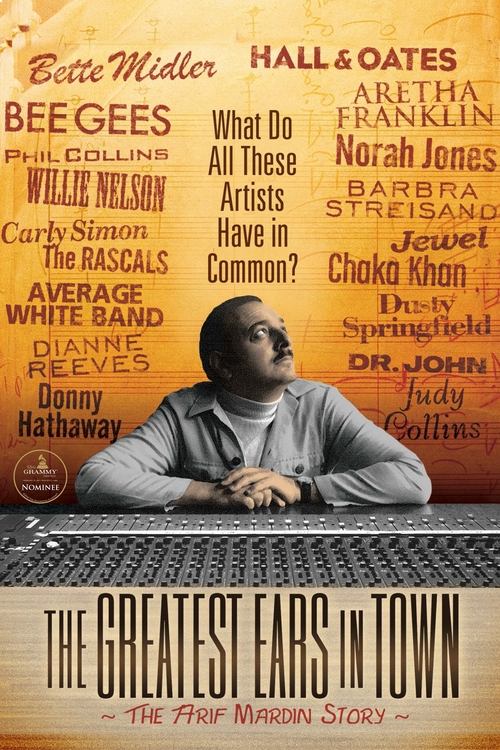 Bette Midler
BEE GEES
PHIL COLLINS
WILLIE NELSON
Carly Simon
The RASCALS
AVERAGE
WHITE BAND
DIANNE
REEVES
Donny
Hathaway
What Do
All These
Artists
Have in
Common?
HALL & OATES
ARETHA
FRANKLIN
Norah Jones
BARBRA
STREISAND
Jewel
Chaka Khan
Dusty
Springfield
DR. JOHN
Judy
Collins
GRAMMY
NOMINEE
THE GREATEST EARS IN TOWN
~ THE ARIF MARDIN STORY ~